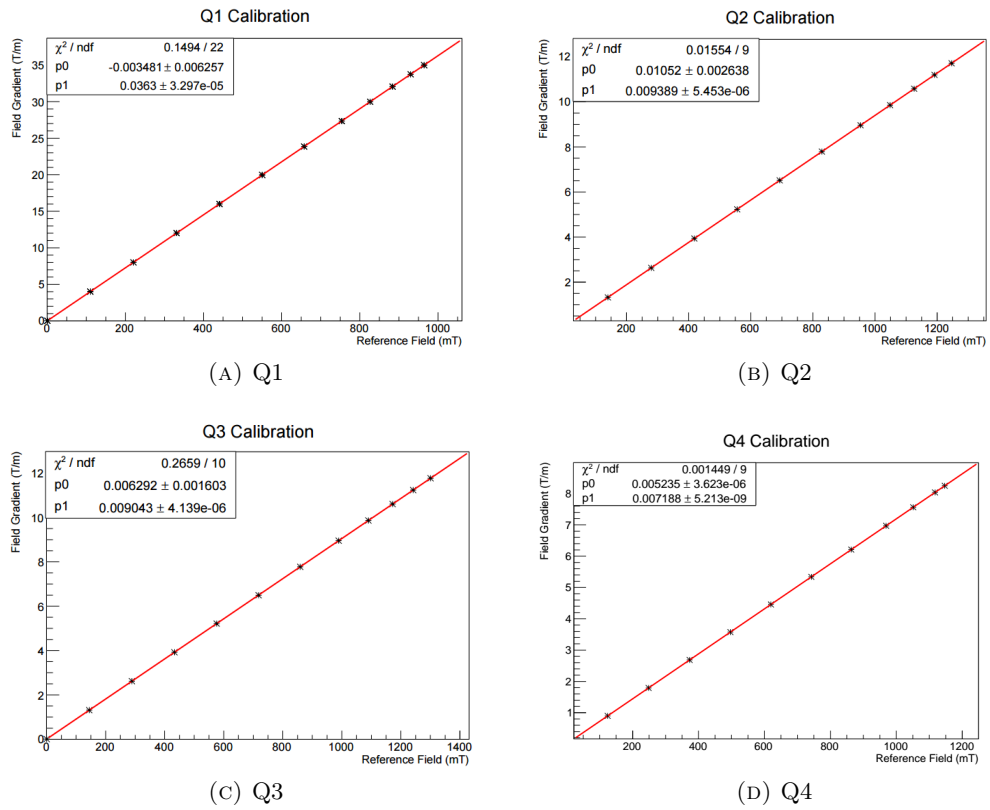 Q1 Calibration
χ² / ndf 0.1494 / 22
p0 -0.003481 ± 0.006257
p1 0.0363 ± 3.297e-05
Field Gradient (T/m)
35
30
25
20
15
10
5
0
0 200 400 600 800 1000
Reference Field (mT)
(A) Q1
Q2 Calibration
χ² / ndf 0.01554 / 9
p0 0.01052 ± 0.002638
p1 0.009389 ± 5.453e-06
Field Gradient (T/m)
12
10
8
6
4
2
200 400 600 800 1000 1200
Reference Field (mT)
(B) Q2
Q3 Calibration
χ² / ndf 0.2659 / 10
p0 0.006292 ± 0.001603
p1 0.009043 ± 4.139e-06
Field Gradient (T/m)
12
10
8
6
4
2
0
0 200 400 600 800 1000 1200 1400
Reference Field (mT)
(C) Q3
Q4 Calibration
χ² / ndf 0.001449 / 9
p0 0.005235 ± 3.623e-06
p1 0.007188 ± 5.213e-09
Field Gradient (T/m)
8
7
6
5
4
3
2
1
200 400 600 800 1000 1200
Reference Field (mT)
(D) Q4